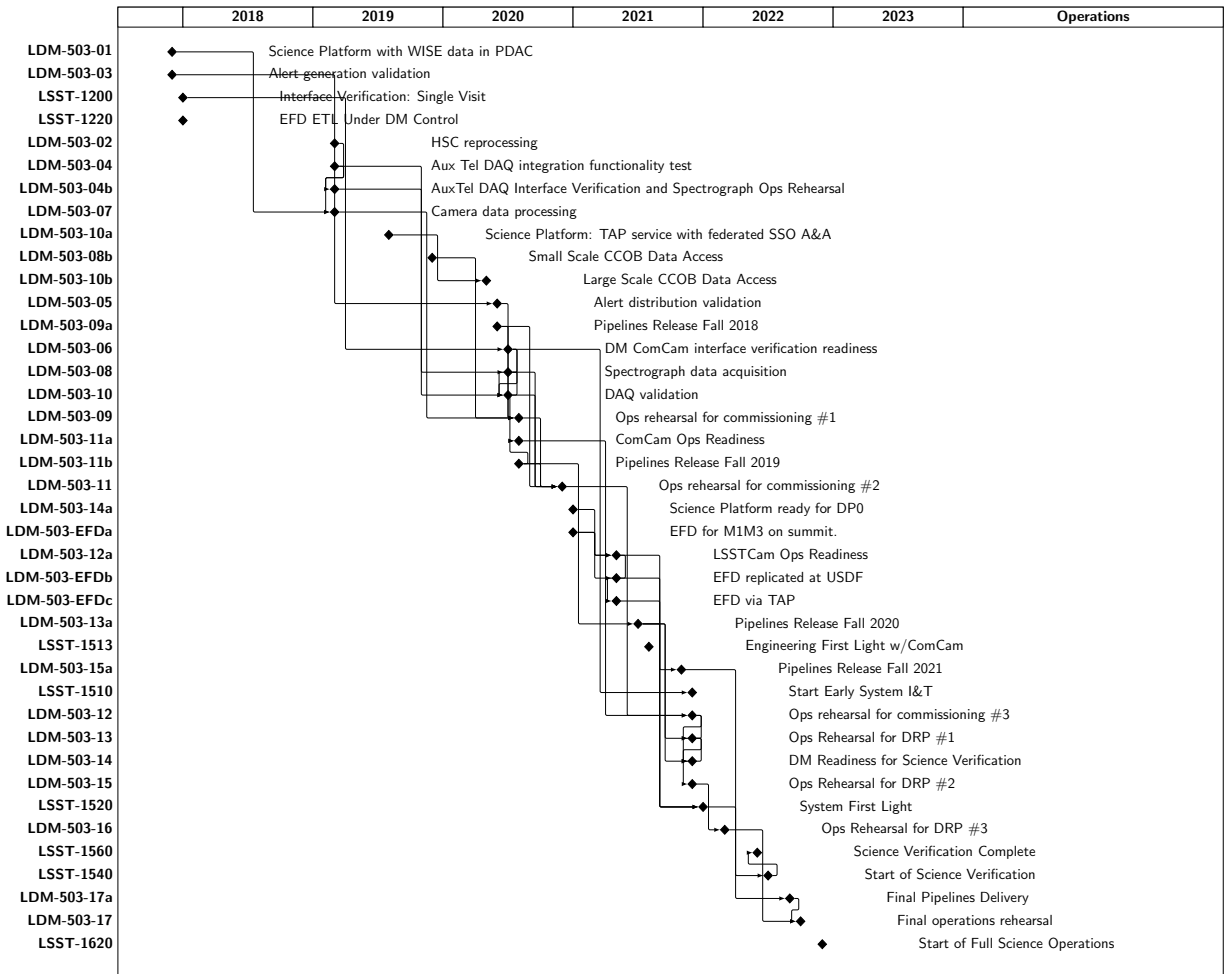 2018 2019 2020 2021 2022 2023 Operations
LDM-503-01 Science Platform with WISE data in PDAC
LDM-503-03 Alert generation validation
LSST-1200 Interface Verification: Single Visit
LSST-1220 EFD ETL Under DM Control
LDM-503-02 HSC reprocessing
LDM-503-04 Aux Tel DAQ integration functionality test
LDM-503-04b AuxTel DAQ Interface Verification and Spectrograph Ops Rehearsal
LDM-503-07 Camera data processing
LDM-503-10a Science Platform: TAP service with federated SSO A&A
LDM-503-08b Small Scale CCOB Data Access
LDM-503-10b Large Scale CCOB Data Access
LDM-503-05 Alert distribution validation
LDM-503-09a Pipelines Release Fall 2018
LDM-503-06 DM ComCam interface verification readiness
LDM-503-08 Spectrograph data acquisition
LDM-503-10 DAQ validation
LDM-503-09 Ops rehearsal for commissioning #1
LDM-503-11a ComCam Ops Readiness
LDM-503-11b Pipelines Release Fall 2019
LDM-503-11 Ops rehearsal for commissioning #2
LDM-503-14a Science Platform ready for DP0
LDM-503-EFDa EFD for M1M3 on summit.
LDM-503-12a LSSTCam Ops Readiness
LDM-503-EFDb EFD replicated at USDF
LDM-503-EFDc EFD via TAP
LDM-503-13a Pipelines Release Fall 2020
LSST-1513 Engineering First Light w/ComCam
LDM-503-15a Pipelines Release Fall 2021
LSST-1510 Start Early System I&T
LDM-503-12 Ops rehearsal for commissioning #3
LDM-503-13 Ops Rehearsal for DRP #1
LDM-503-14 DM Readiness for Science Verification
LDM-503-15 Ops Rehearsal for DRP #2
LSST-1520 System First Light
LDM-503-16 Ops Rehearsal for DRP #3
LSST-1560 Science Verification Complete
LSST-1540 Start of Science Verification
LDM-503-17a Final Pipelines Delivery
LDM-503-17 Final operations rehearsal
LSST-1620 Start of Full Science Operations